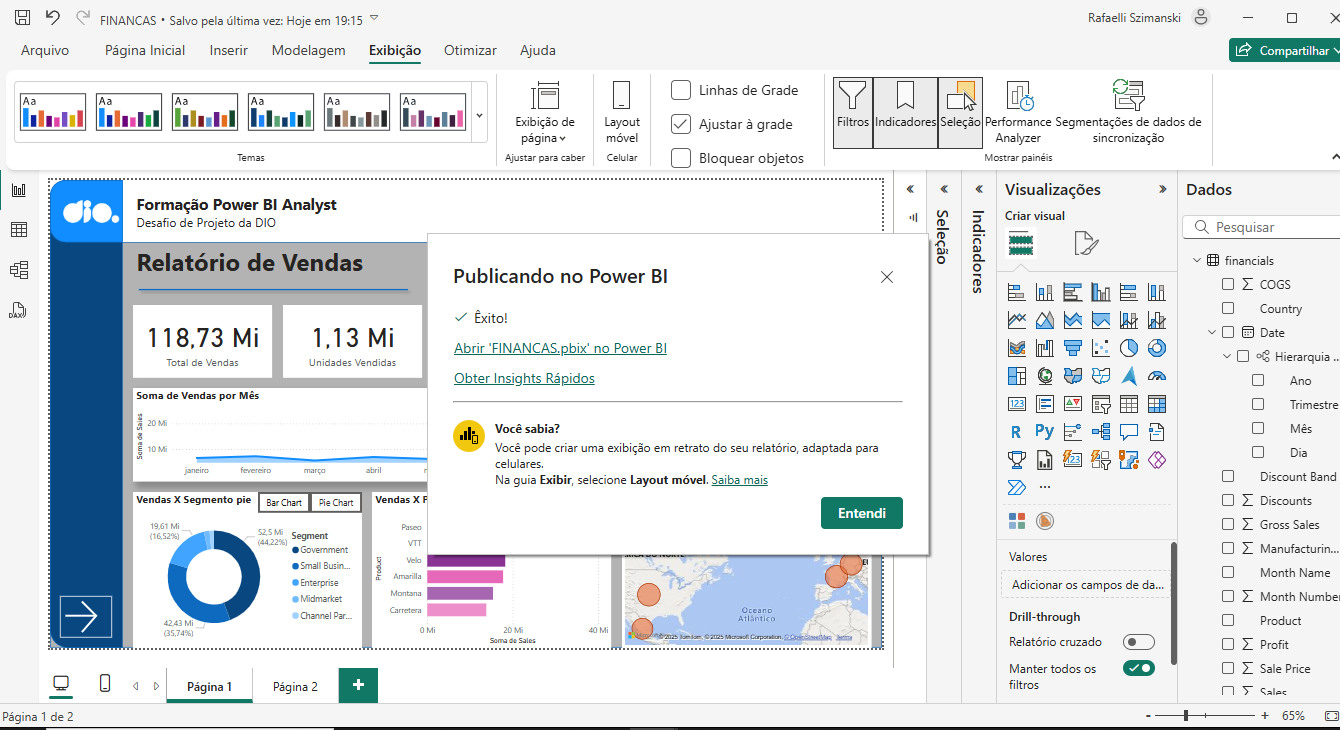 FINANCAS • Salvo pela última vez: Hoje em 19:15
Rafaelli Szimanski
Arquivo
Página Inicial
Inserir
Modelagem
Exibição
Otimizar
Ajuda
Compartilhar
Aa
Aa
Aa
Aa
Aa
Aa
Temas
Exibição de
página
Ajustar para caber
Layout
móvel
Celular
Linhas de Grade
Ajustar à grade
Bloquear objetos
Filtros
Indicadores
Seleção
Performance
Analyzer
Segmentações de dados de
sincronização
Mostrar painéis
dio.
Formação Power BI Analyst
Desafio de Projeto da DIO
Relatório de Vendas
118,73 Mi
Total de Vendas
1,13 Mi
Unidades Vendidas
Soma de Vendas por Mês
Soma de Sales
20 Mi
10 Mi
janeiro
fevereiro
março
abril
Vendas X Segmento pie
Bar Chart
Pie Chart
19,61 Mi
(16,52%)
52,5 Mi
(44,22%)
42,43 Mi
(35,74%)
Segment
Government
Small Busin...
Enterprise
Midmarket
Channel Par...
Vendas X
Product
Paseo
VTT
Velo
Amarilla
Montana
Carretera
0 Mi
20 Mi
40 Mi
Soma de Sales
Oceano
Atlântico
©2025 TomTom, © 2025 Microsoft Corporation, © OpenStreetMap Terms
Publicando no Power BI
Êxito!
Abrir 'FINANCAS.pbix' no Power BI
Obter Insights Rápidos
Você sabia?
Você pode criar uma exibição em retrato do seu relatório, adaptada para
celulares.
Na guia Exibir, selecione Layout móvel. Saiba mais
Entendi
Seleção
Indicadores
Visualizações
Criar visual
123
R
Py
123
...
Valores
Adicionar os campos de da...
Drill-through
Relatório cruzado
Manter todos os
filtros
Dados
Pesquisar
financials
COGS
Country
Date
Hierarquia ...
Ano
Trimestre
Mês
Dia
Discount Band
Discounts
Gross Sales
Manufacturin...
Month Name
Month Number
Product
Profit
Sale Price
Sales
DAX
Página 1
Página 2
+
Página 1 de 2
- + 65%